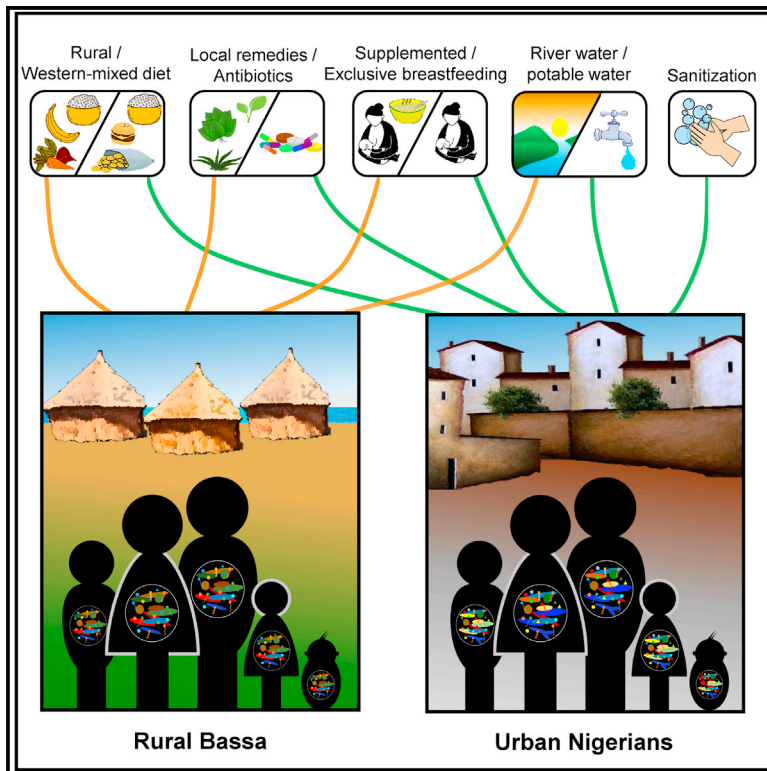 Rural /
Western-mixed diet
Local remedies /
Antibiotics
Supplemented /
Exclusive breastfeeding
River water /
potable water
Sanitization
Rural Bassa
Urban Nigerians